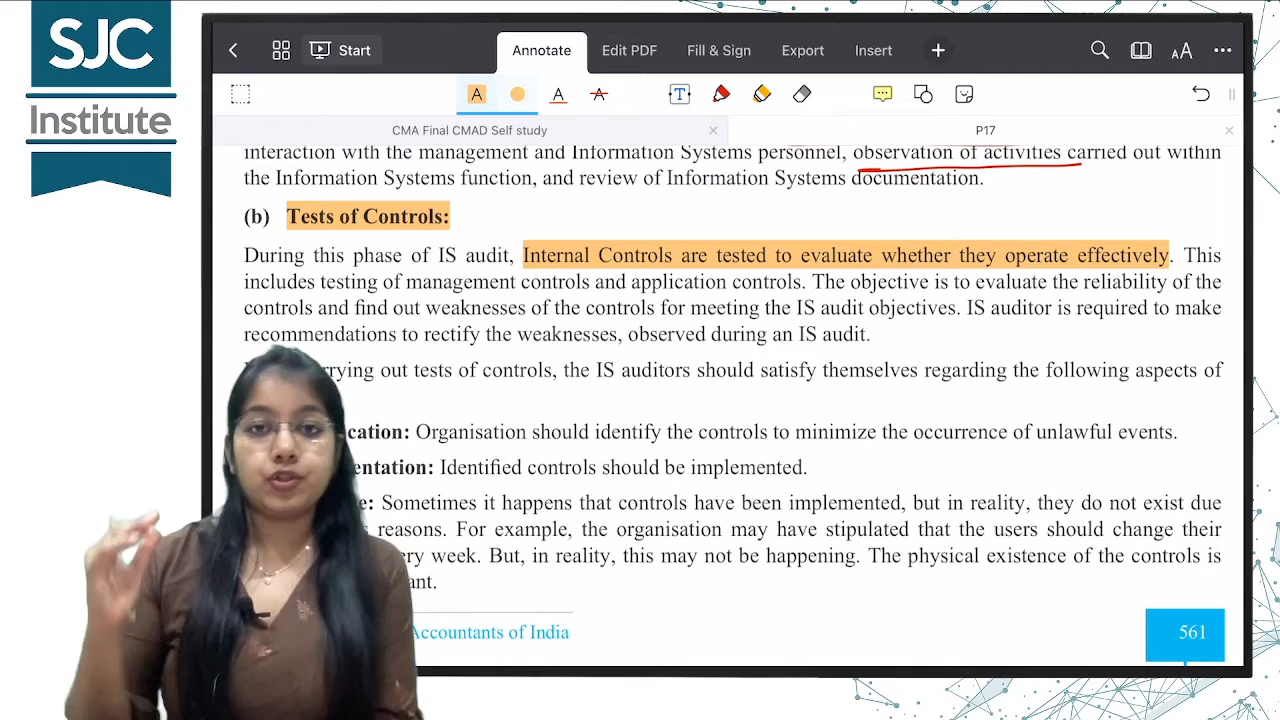 SJC
Institute
Start
Annotate
Edit PDF
Fill & Sign
Export
Insert
AA
A
A
A
T
CMA Final CMAD Self study
P17
interaction with the management and Information Systems personnel, observation of activities carried out within
the Information Systems function, and review of Information Systems documentation.
(b) Tests of Controls:
During this phase of IS audit, Internal Controls are tested to evaluate whether they operate effectively. This
includes testing of management controls and application controls. The objective is to evaluate the reliability of the
controls and find out weaknesses of the controls for meeting the IS audit objectives. IS auditor is required to make
recommendations to rectify the weaknesses, observed during an IS audit.
rrying out tests of controls, the IS auditors should satisfy themselves regarding the following aspects of
cation: Organisation should identify the controls to minimize the occurrence of unlawful events.
entation: Identified controls should be implemented.
e: Sometimes it happens that controls have been implemented, but in reality, they do not exist due
reasons. For example, the organisation may have stipulated that the users should change their
ery week. But, in reality, this may not be happening. The physical existence of the controls is
ant.
Accountants of India
561